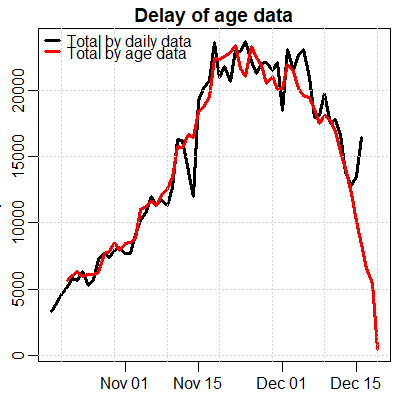 Delay of age data
Total by daily data
Total by age data
20000
15000
10000
5000
0
Nov 01 Nov 15 Dec 01 Dec 15